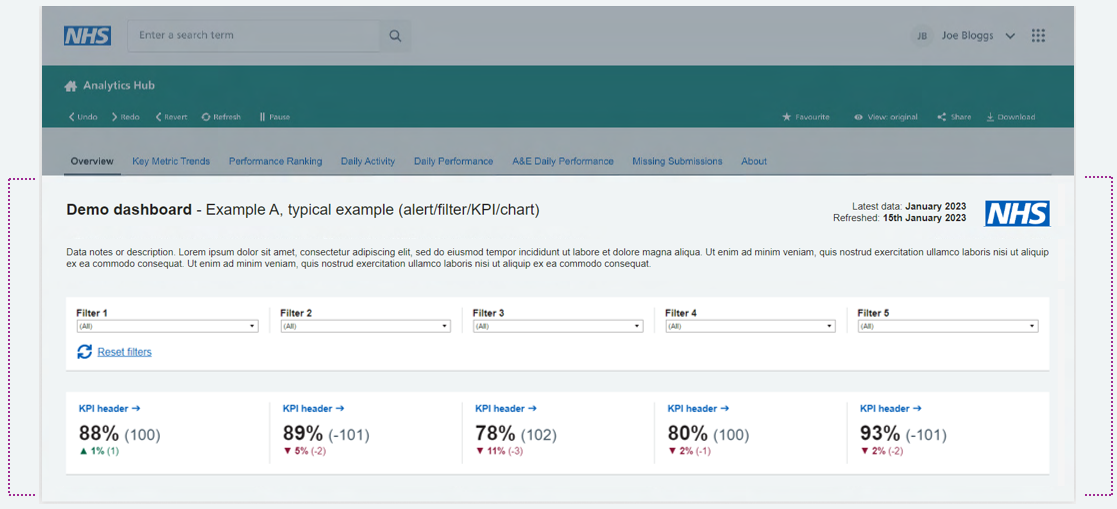 NHS Enter a search term JB Joe Bloggs
Analytics Hub
Undo Redo Revert Refresh Pause Favourite View: original Share Download
Overview Key Metric Trends Performance Ranking Daily Activity Daily Performance A&E Daily Performance Missing Submissions About
Demo dashboard - Example A, typical example (alert/filter/KPI/chart)
Latest data: January 2023
Refreshed: 15th January 2023
NHS
Data notes or description. Lorem ipsum dolor sit amet, consectetur adipiscing elit, sed do eiusmod tempor incididunt ut labore et dolore magna aliqua. Ut enim ad minim veniam, quis nostrud exercitation ullamco laboris nisi ut aliquip
ex ea commodo consequat. Ut enim ad minim veniam, quis nostrud exercitation ullamco laboris nisi ut aliquip ex ea commodo consequat.
Filter 1 Filter 2 Filter 3 Filter 4 Filter 5
(All) (All) (All) (All) (All)
Reset filters
KPI header → KPI header → KPI header → KPI header → KPI header →
88% (100) 89% (-101) 78% (102) 80% (100) 93% (-101)
▲ 1% (1) ▼ 5% (-2) ▼ 11% (-3) ▼ 2% (-1) ▼ 2% (-2)